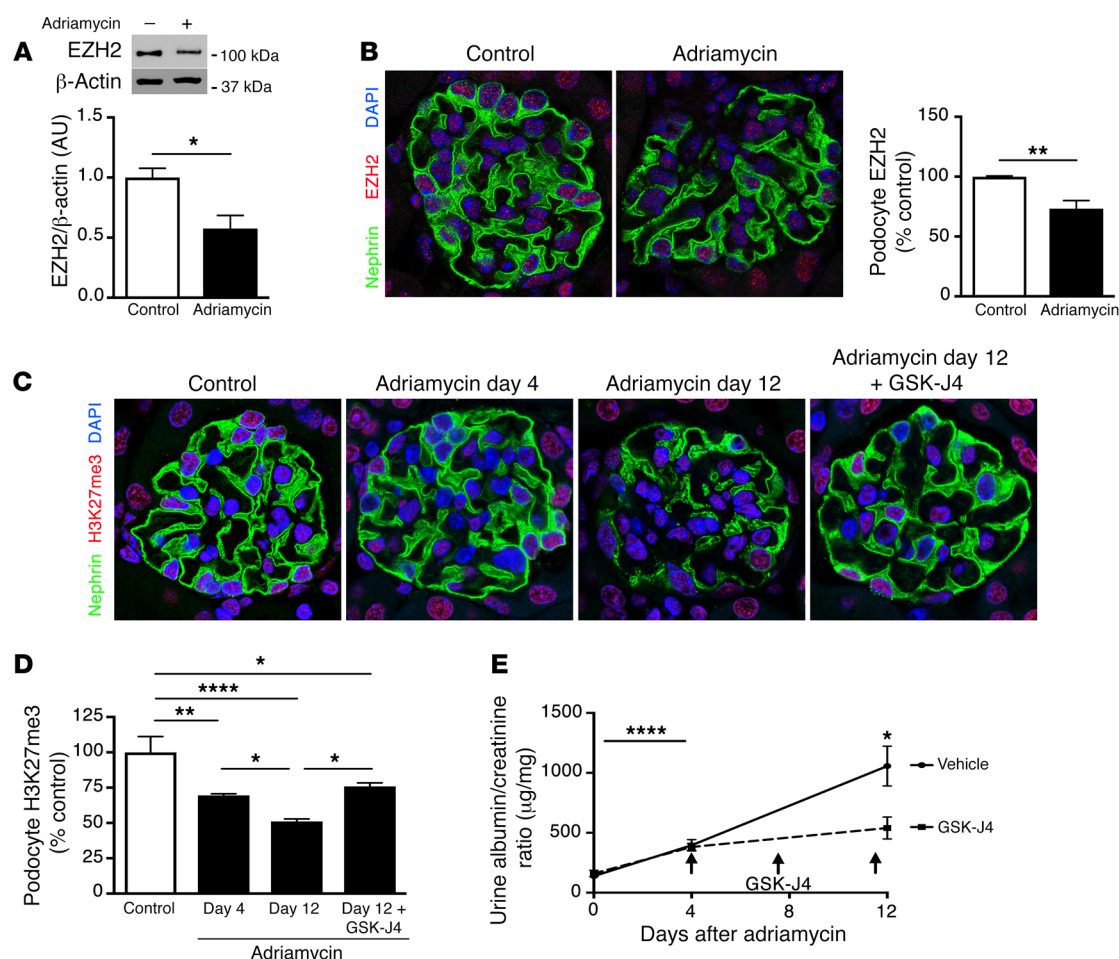 A
Adriamycin − +
EZH2 - 100 kDa
β-Actin - 37 kDa
EZH2/β-actin (AU)
1.5
1.0
0.5
0.0
*
Control Adriamycin
B
Control Adriamycin
Nephrin EZH2 DAPI
Podocyte EZH2
(% control)
150
100
50
0
**
Control Adriamycin
C
Control
Adriamycin day 4
Adriamycin day 12
Adriamycin day 12
+ GSK-J4
Nephrin H3K27me3 DAPI
D
Podocyte H3K27me3
(% control)
125
100
75
50
25
0
*
****
**
* *
Control Day 4 Day 12 Day 12 +
GSK-J4
Adriamycin
E
Urine albumin/creatinine
ratio (μg/mg)
1500
1000
500
0
****
*
Vehicle
GSK-J4
GSK-J4
0 4 8 12
Days after adriamycin